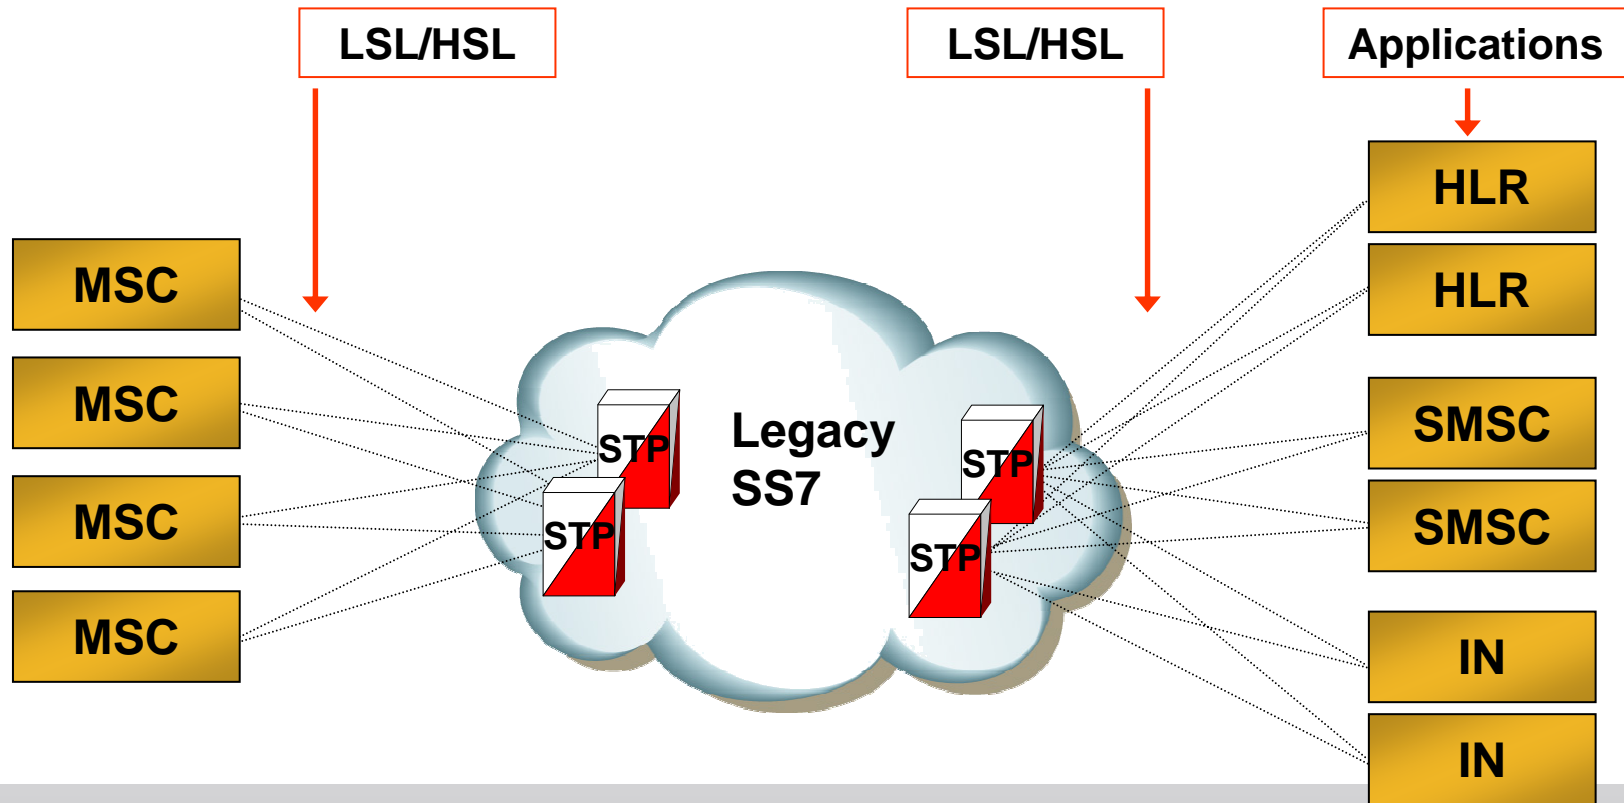 LSL/HSL
LSL/HSL
Applications
HLR
HLR
MSC
MSC
MSC
MSC
STP
STP
Legacy
SS7
STP
STP
SMSC
SMSC
IN
IN